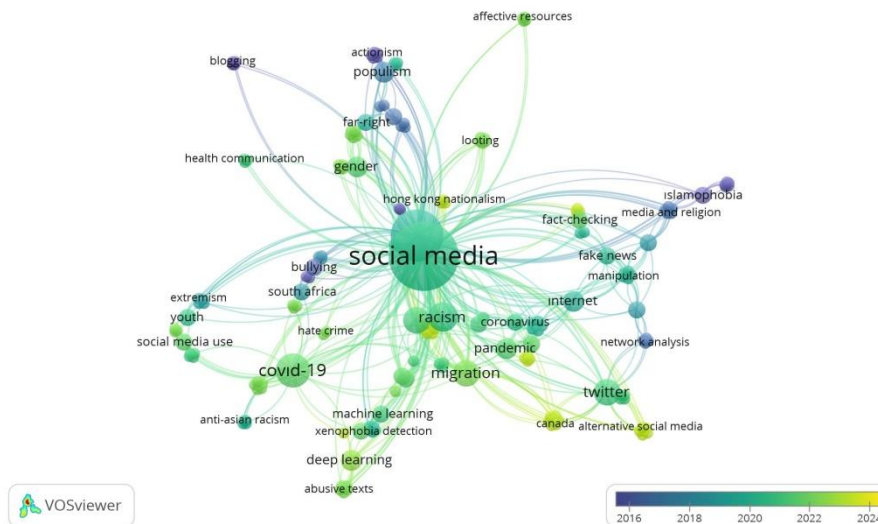 affective resources
actionism
blogging
populism
far-right
looting
health communication
gender
ıslamophobia
hong kong nationalism
media and religion
fact-checking
social media
fake news
bullying
manipulation
south africa
extremism
ınternet
youth
racism
coronavirus
hate crime
social media use
network analysis
pandemic
covıd-19
migration
twitter
machine learning
anti-asian racism
canada
alternative social media
xenophobia detection
deep learning
abusive texts
VOSviewer
2016 2018 2020 2022 2024